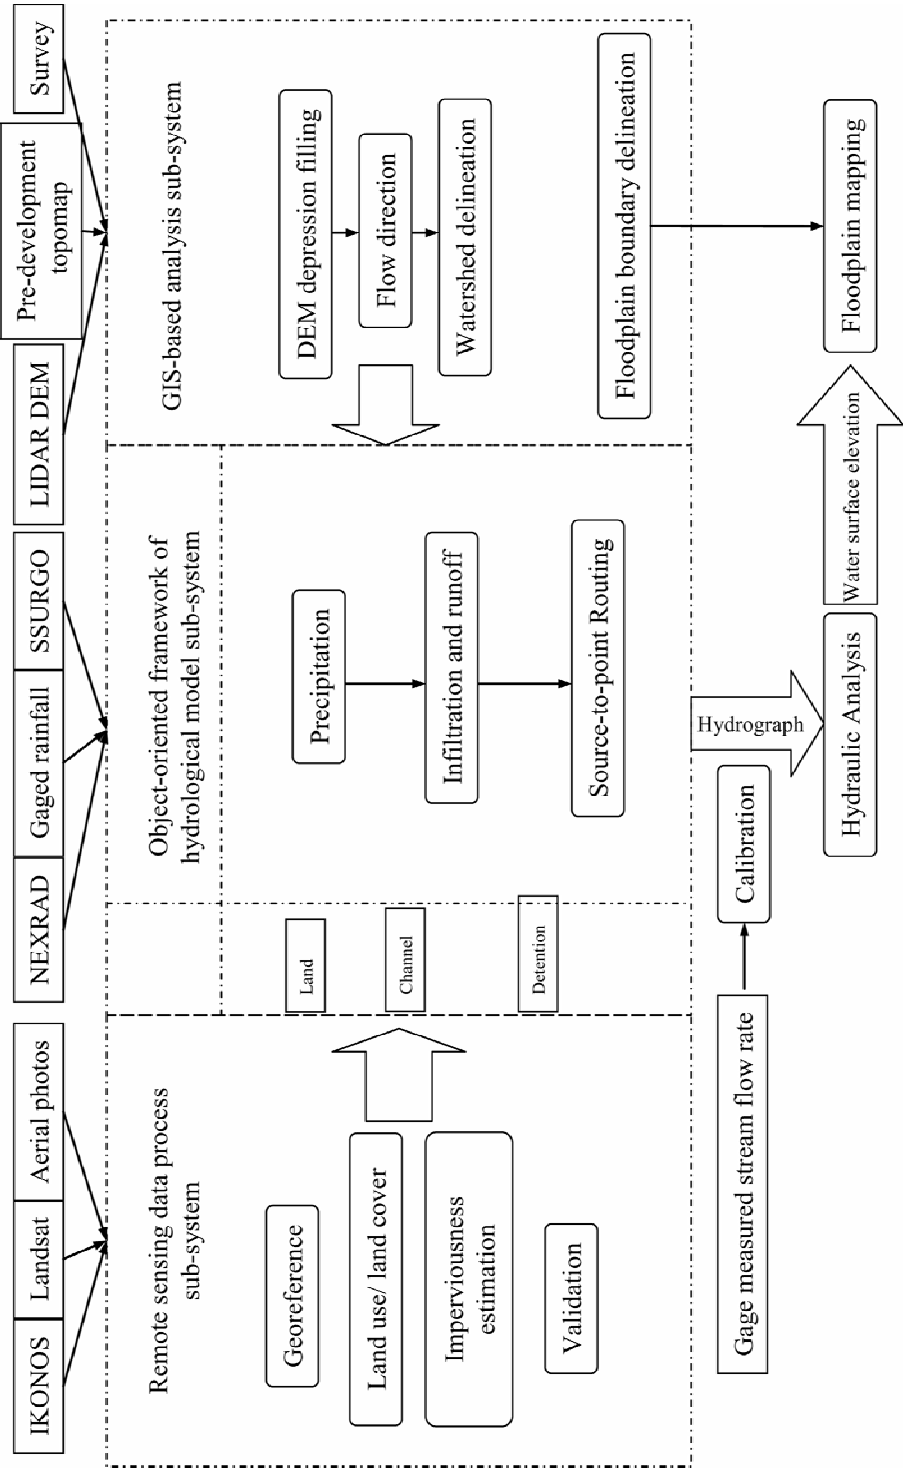 IKONOS
Landsat
Aerial photos
NEXRAD
Gaged rainfall
SSURGO
LIDAR DEM
Pre-development
topomap
Survey
Remote sensing data process
sub-system
Georeference
Land use/ land cover
Imperviousness
estimation
Validation
Object-oriented framework of
hydrological model sub-system
Land
Channel
Detention
Precipitation
Infiltration and runoff
Source-to-point Routing
GIS-based analysis sub-system
DEM depression filling
Flow direction
Watershed delineation
Floodplain boundary delineation
Gage measured stream flow rate
Calibration
Hydrograph
Hydraulic Analysis
Water surface elevation
Floodplain mapping